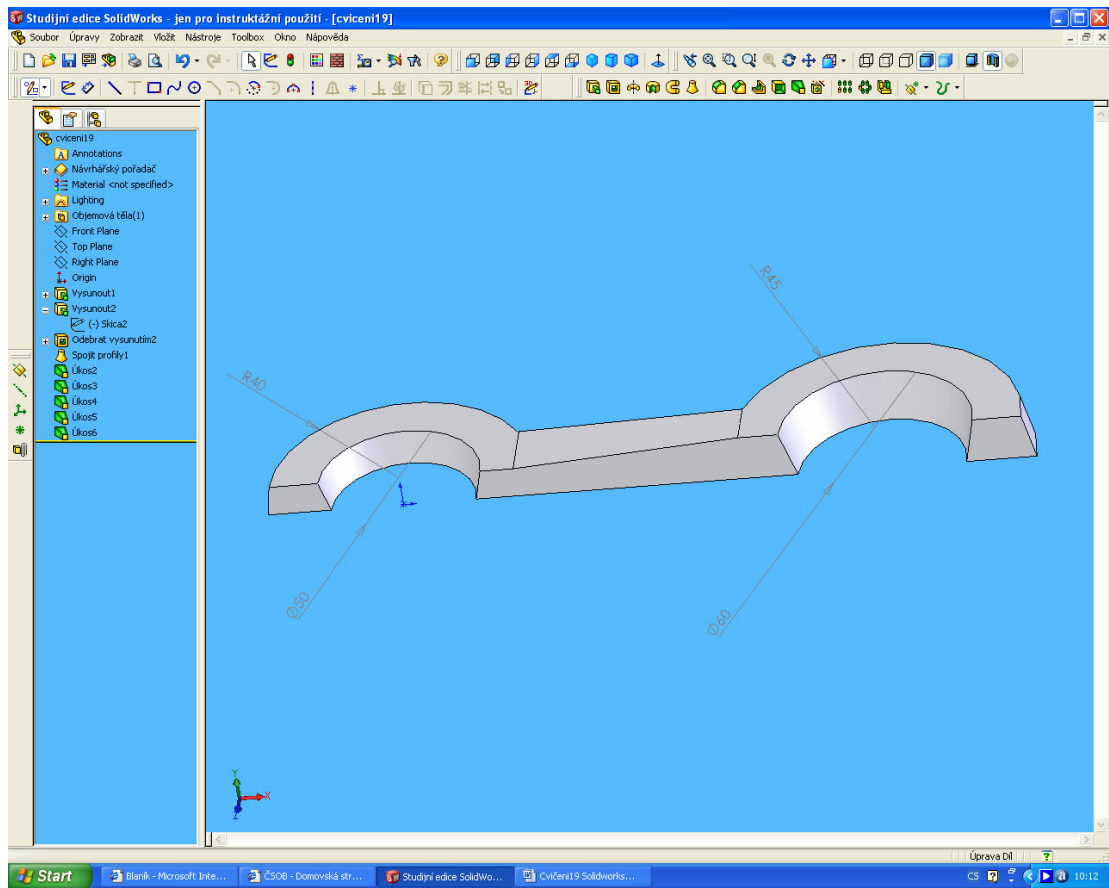 Studijní edice SolidWorks - jen pro instruktážní použití - [cviceni19]
Soubor Úpravy Zobrazit Vložit Nástroje Toolbox Okno Nápověda
cviceni19
Annotations
Návrhářský pořadač
Material <not specified>
Lighting
Objemová těla(1)
Front Plane
Top Plane
Right Plane
Origin
Vysunout1
Vysunout2
(-) Skica2
Odebrat vysunutím2
Spojit profily1
Úkos2
Úkos3
Úkos4
Úkos5
Úkos6
R45
R40
Φ50
Φ60
Y
X
Z
Úprava Díl
Start
Blaník - Microsoft Inte...
ČSOB - Domovská str...
Studijní edice SolidWo...
Cvičení19 Solidworks...
CS
10:12